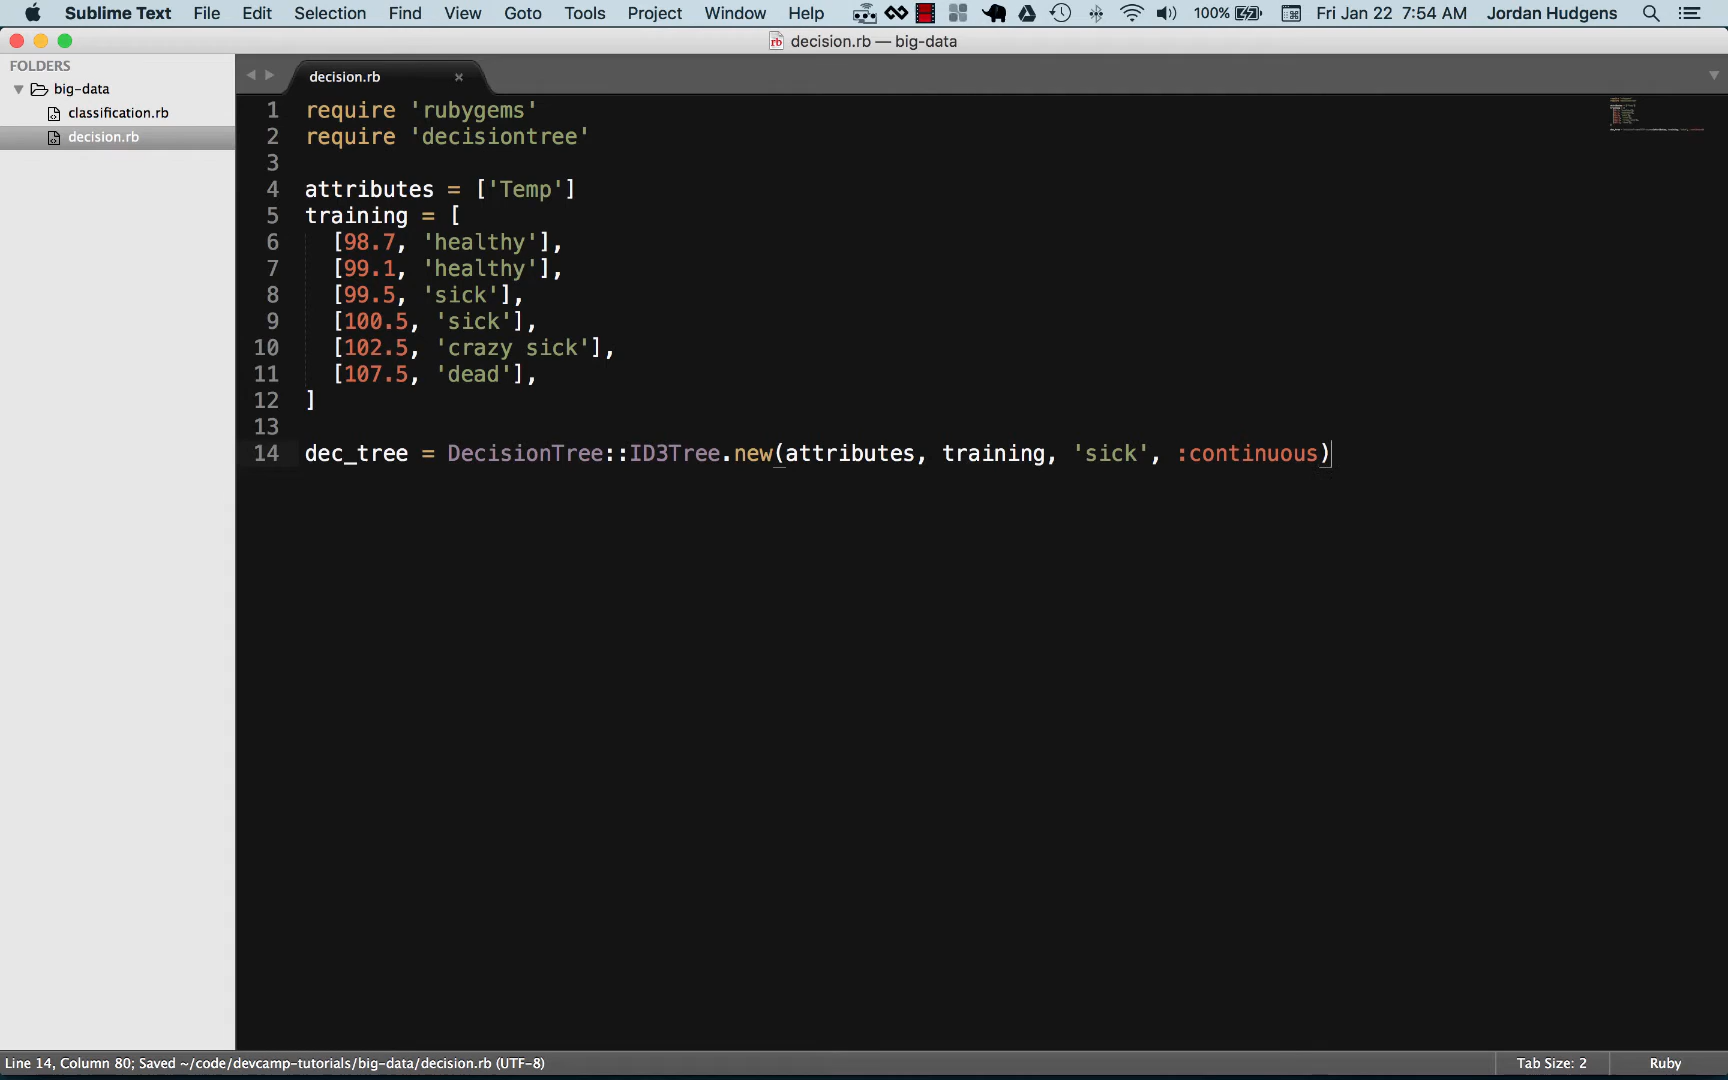 Sublime Text File Edit Selection Find View Goto Tools Project Window Help 100% Fri Jan 22 7:54 AM Jordan Hudgens
decision.rb — big-data
FOLDERS
big-data
classification.rb
decision.rb
decision.rb
1 require 'rubygems'
2 require 'decisiontree'
3
4 attributes = ['Temp']
5 training = [
6 [98.7, 'healthy'],
7 [99.1, 'healthy'],
8 [99.5, 'sick'],
9 [100.5, 'sick'],
10 [102.5, 'crazy sick'],
11 [107.5, 'dead'],
12 ]
13
14 dec_tree = DecisionTree::ID3Tree.new(attributes, training, 'sick', :continuous)
Line 14, Column 80; Saved ~/code/devcamp-tutorials/big-data/decision.rb (UTF-8) Tab Size: 2 Ruby